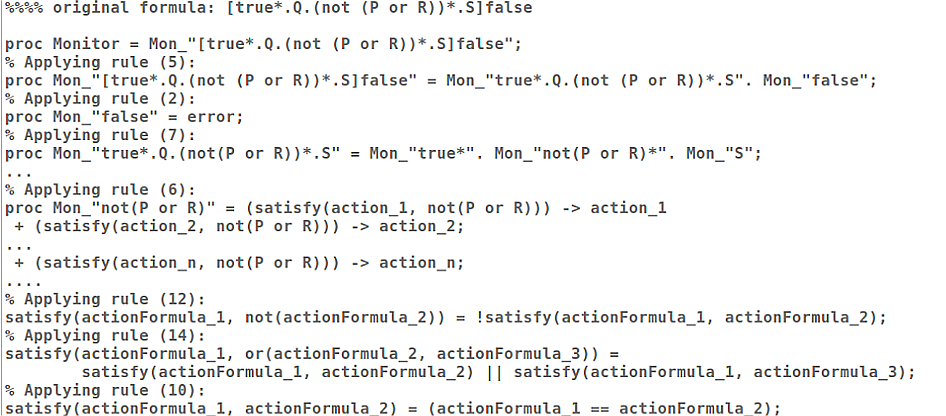 %%%% original formula: [true*.Q.(not (P or R))*.S]false
proc Monitor = Mon_"[true*.Q.(not (P or R))*.S]false";
% Applying rule (5):
proc Mon_"[true*.Q.(not (P or R))*.S]false" = Mon_"true*.Q.(not (P or R))*.S". Mon_"false";
% Applying rule (2):
proc Mon_"false" = error;
% Applying rule (7):
proc Mon_"true*.Q.(not(P or R))*.S" = Mon_"true*". Mon_"not(P or R)*". Mon_"S";
...
% Applying rule (6):
proc Mon_"not(P or R)" = (satisfy(action_1, not(P or R))) -> action_1
+ (satisfy(action_2, not(P or R))) -> action_2;
...
+ (satisfy(action_n, not(P or R))) -> action_n;
....
% Applying rule (12):
satisfy(actionFormula_1, not(actionFormula_2)) = !satisfy(actionFormula_1, actionFormula_2);
% Applying rule (14):
satisfy(actionFormula_1, or(actionFormula_2, actionFormula_3)) =
satisfy(actionFormula_1, actionFormula_2) || satisfy(actionFormula_1, actionFormula_3);
% Applying rule (10):
satisfy(actionFormula_1, actionFormula_2) = (actionFormula_1 == actionFormula_2);